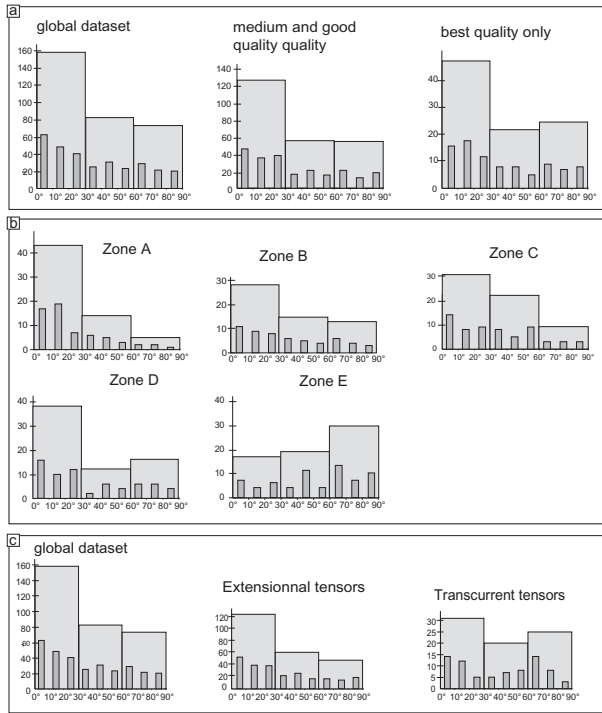 a
global dataset
160
140
120
100
80
60
40
20
0
0° 10° 20° 30° 40° 50° 60° 70° 80° 90°
medium and good
quality quality
140
120
100
80
60
40
20
0
0° 10° 20° 30° 40° 50° 60° 70° 80° 90°
best quality only
40
30
20
10
0
0° 10° 20° 30° 40° 50° 60° 70° 80° 90°
b
Zone A
40
30
20
10
0
0° 10° 20° 30° 40° 50° 60° 70° 80° 90°
Zone B
30
20
10
0
0° 10° 20° 30° 40° 50° 60° 70° 80° 90°
Zone C
30
20
10
0
0° 10° 20° 30° 40° 50° 60° 70° 80° 90°
Zone D
40
30
20
10
0
0° 10° 20° 30° 40° 50° 60° 70° 80° 90°
Zone E
40
30
20
10
0
0° 10° 20° 30° 40° 50° 60° 70° 80° 90°
c
global dataset
160
140
120
100
80
60
40
20
0
0° 10° 20° 30° 40° 50° 60° 70° 80° 90°
Extensionnal tensors
120
100
80
60
40
20
0
0° 10° 20° 30° 40° 50° 60° 70° 80° 90°
Transcurrent tensors
30
25
20
15
10
5
0
0° 10° 20° 30° 40° 50° 60° 70° 80° 90°